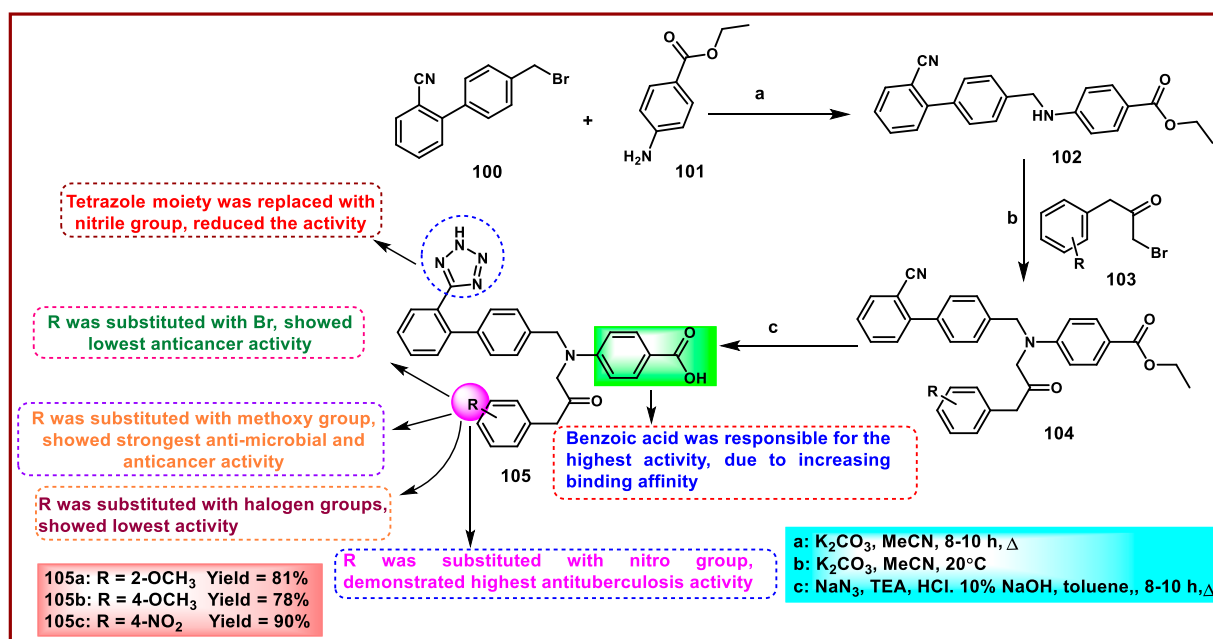 O
O
CN
Br
a
CN
+
H₂N
NH
O
O
100
101
102
Tetrazole moiety was replaced with
nitrile group, reduced the activity
H
N
N
N
N
b
O
Br
R
103
R was substituted with Br, showed
lowest anticancer activity
CN
c
N
O
OH
N
O
O
R was substituted with methoxy group,
showed strongest anti-microbial and
anticancer activity
R
O
105
R
O
104
Benzoic acid was responsible for the
highest activity, due to increasing
binding affinity
R was substituted with halogen groups,
showed lowest activity
R was substituted with nitro group,
demonstrated highest antituberculosis activity
105a: R = 2-OCH₃ Yield = 81%
105b: R = 4-OCH₃ Yield = 78%
105c: R = 4-NO₂ Yield = 90%
a: K₂CO₃, MeCN, 8-10 h, Δ
b: K₂CO₃, MeCN, 20°C
c: NaN₃, TEA, HCl. 10% NaOH, toluene,, 8-10 h,Δ